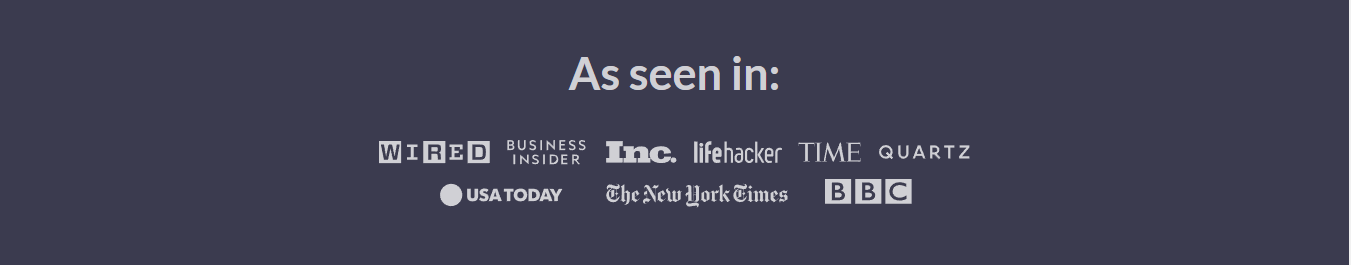 As seen in:
WIRED BUSINESS INSIDER Inc. lifehacker TIME QUARTZ
USA TODAY The New York Times BBC